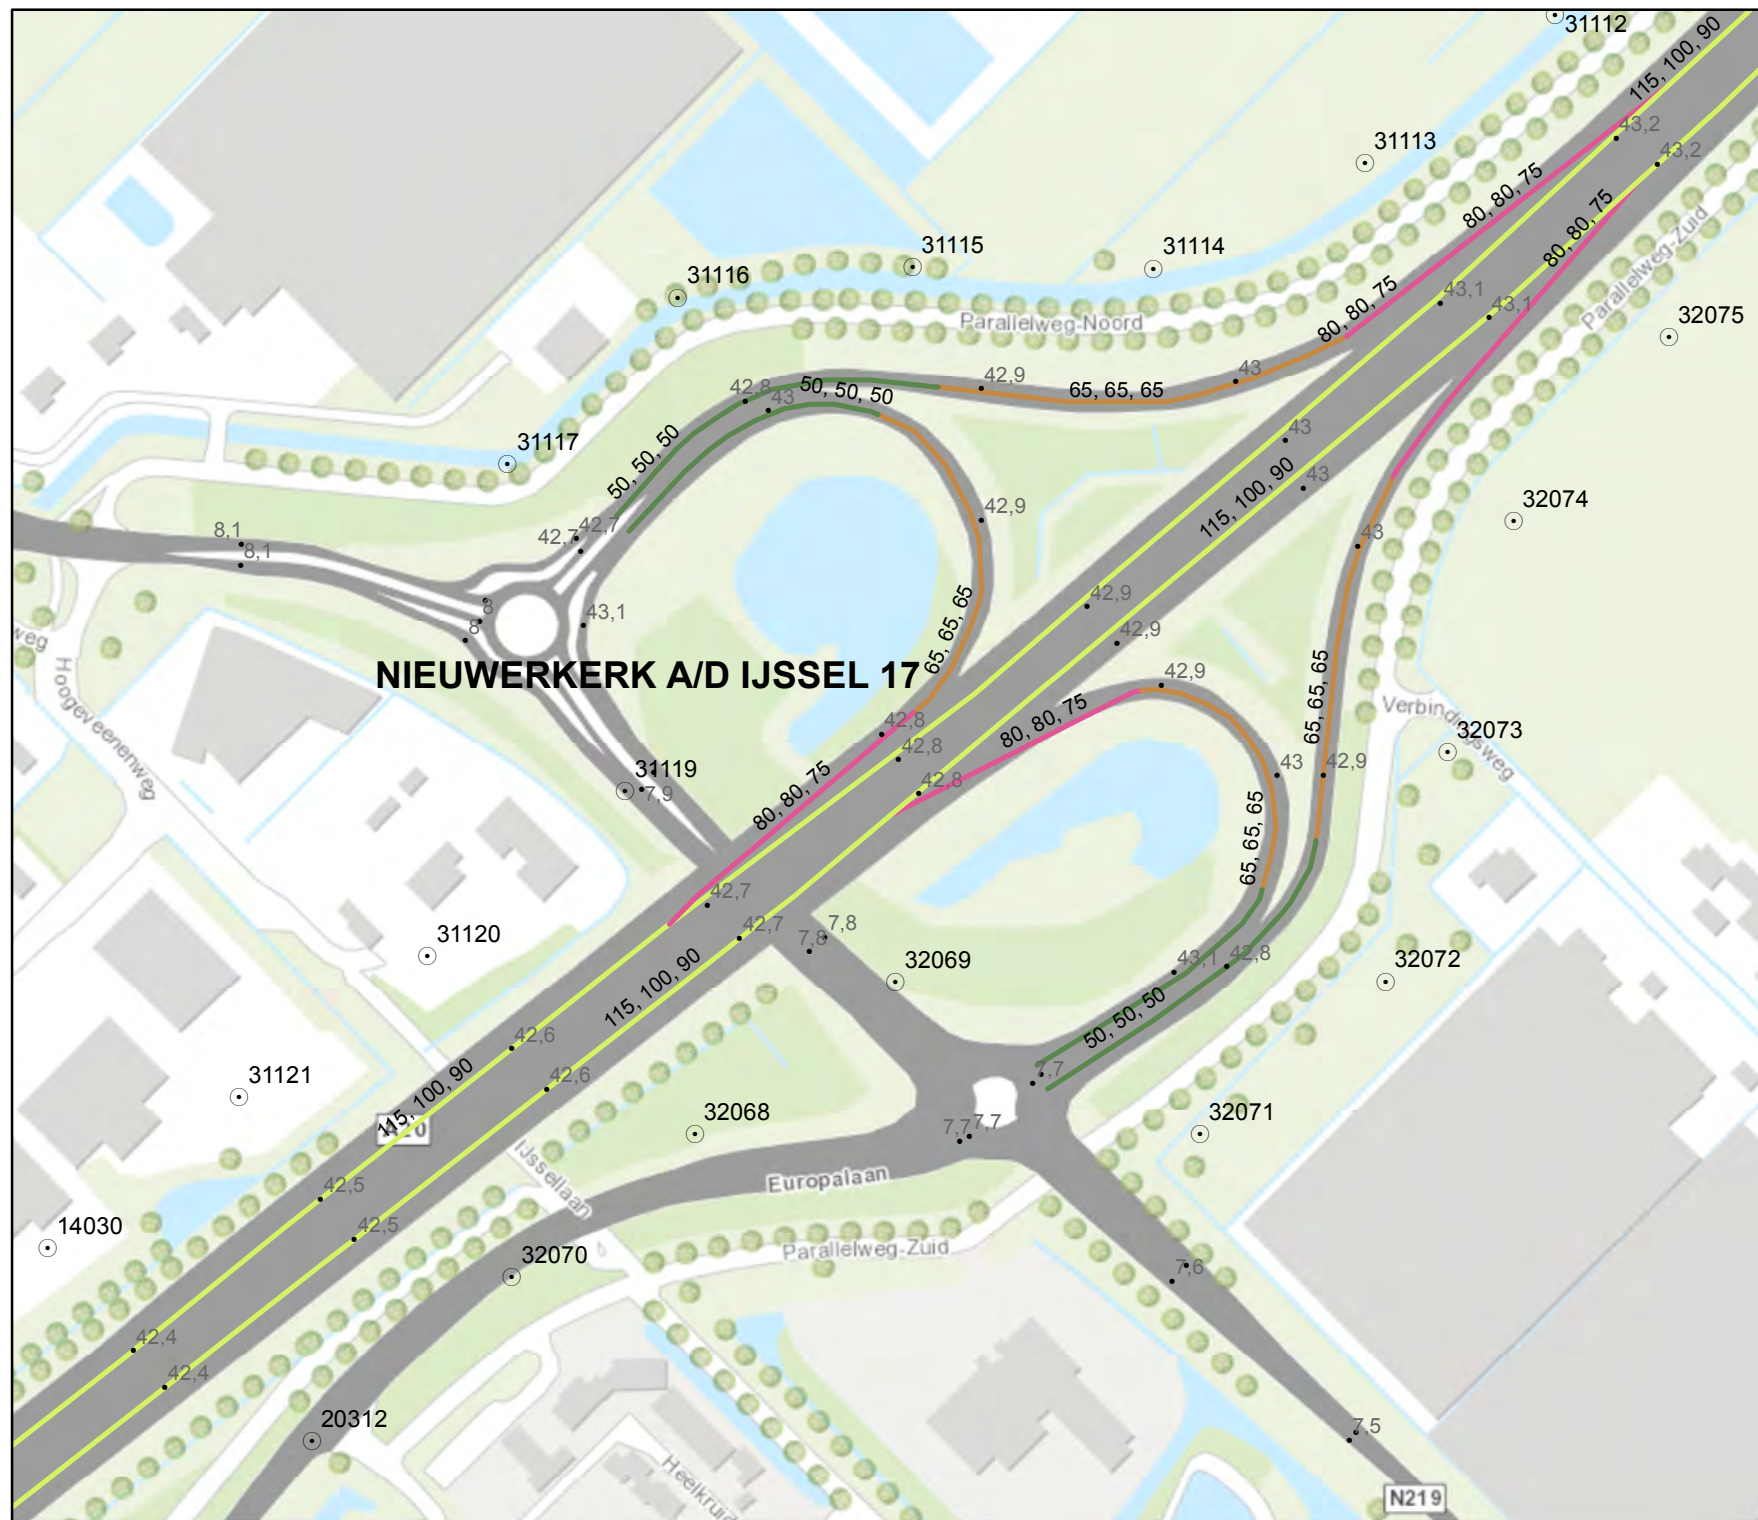 31112
115, 100, 90
43,2
43,2
31113
80, 80, 75
80, 80, 75
Parallelweg-Zuid
31115
31114
31116
43,1
43,1
80, 80, 75
Parallelweg-Noord
32075
42,8
43
50, 50, 50
42,9
65, 65, 65
43
31117
50, 50, 50
43
43
115, 100, 90
42,9
32074
8,1
8,1
42,7
42,7
43
8
8
43,1
42,9
42,9
weg
Hoogeveenenweg
NIEUWERKERK A/D IJSSEL 17
65, 65, 65
42,9
65, 65, 65
80, 80, 75
42,8
42,8
42,8
Verbindingsweg
32073
31119
7,9
80, 80, 75
43
42,9
65, 65, 65
42,7
42,7
31120
7,8
7,8
32069
43,1
42,8
32072
115, 100, 90
50, 50, 50
42,6
42,6
31121
115, 100, 90
7,7
32068
7,7
7,7
32071
IJssellaan
Europalaan
42,5
42,5
14030
32070
Parallelweg-Zuid
7,6
42,4
42,4
20312
7,5
Heelkruid
N219